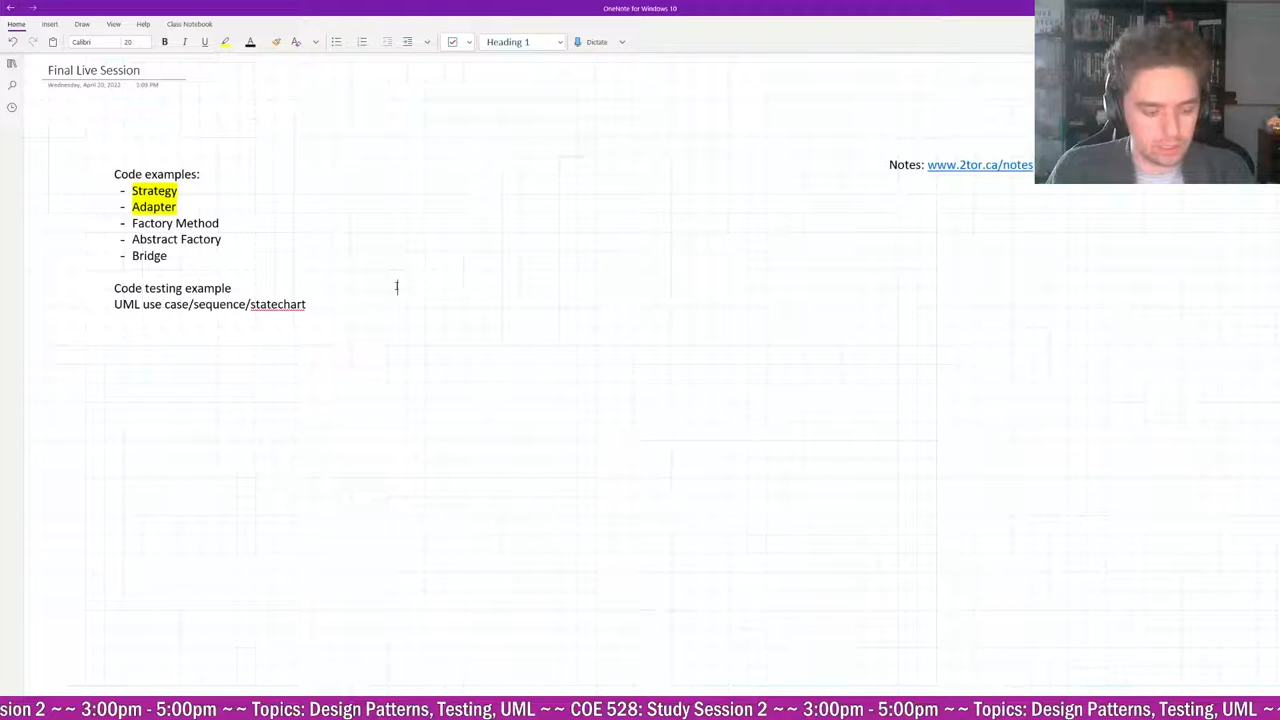 OneNote for Windows 10
Home Insert Draw View Help Class Notebook
Calibri 20 B I U A Heading 1 Dictate
Final Live Session
Wednesday, April 20, 2022 3:09 PM
Notes: www.2tor.ca/notes
Code examples:
- Strategy
- Adapter
- Factory Method
- Abstract Factory
- Bridge
Code testing example
UML use case/sequence/statechart
sion 2 ~~ 3:00pm - 5:00pm ~~ Topics: Design Patterns, Testing, UML ~~ COE 528: Study Session 2 ~~ 3:00pm - 5:00pm ~~ Topics: Design Patterns, Testing, UML ~~